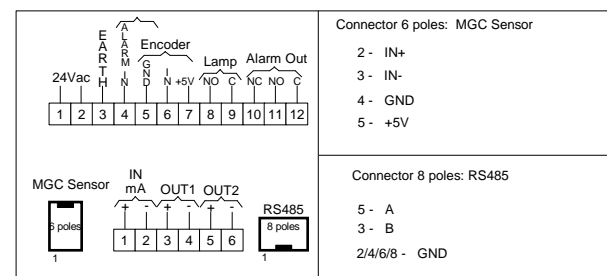 EARTH
ALARM IN
Encoder
GND
IN
+5V
24Vac
Lamp
Alarm Out
NO C
NC NO C
1 2 3 4 5 6 7 8 9 10 11 12
MGC Sensor
6 poles
1
IN
mA
OUT1
OUT2
+ - + - + -
1 2 3 4 5 6
RS485
8 poles
1
Connector 6 poles: MGC Sensor
2 - IN+
3 - IN-
4 - GND
5 - +5V
Connector 8 poles: RS485
5 - A
3 - B
2/4/6/8 - GND